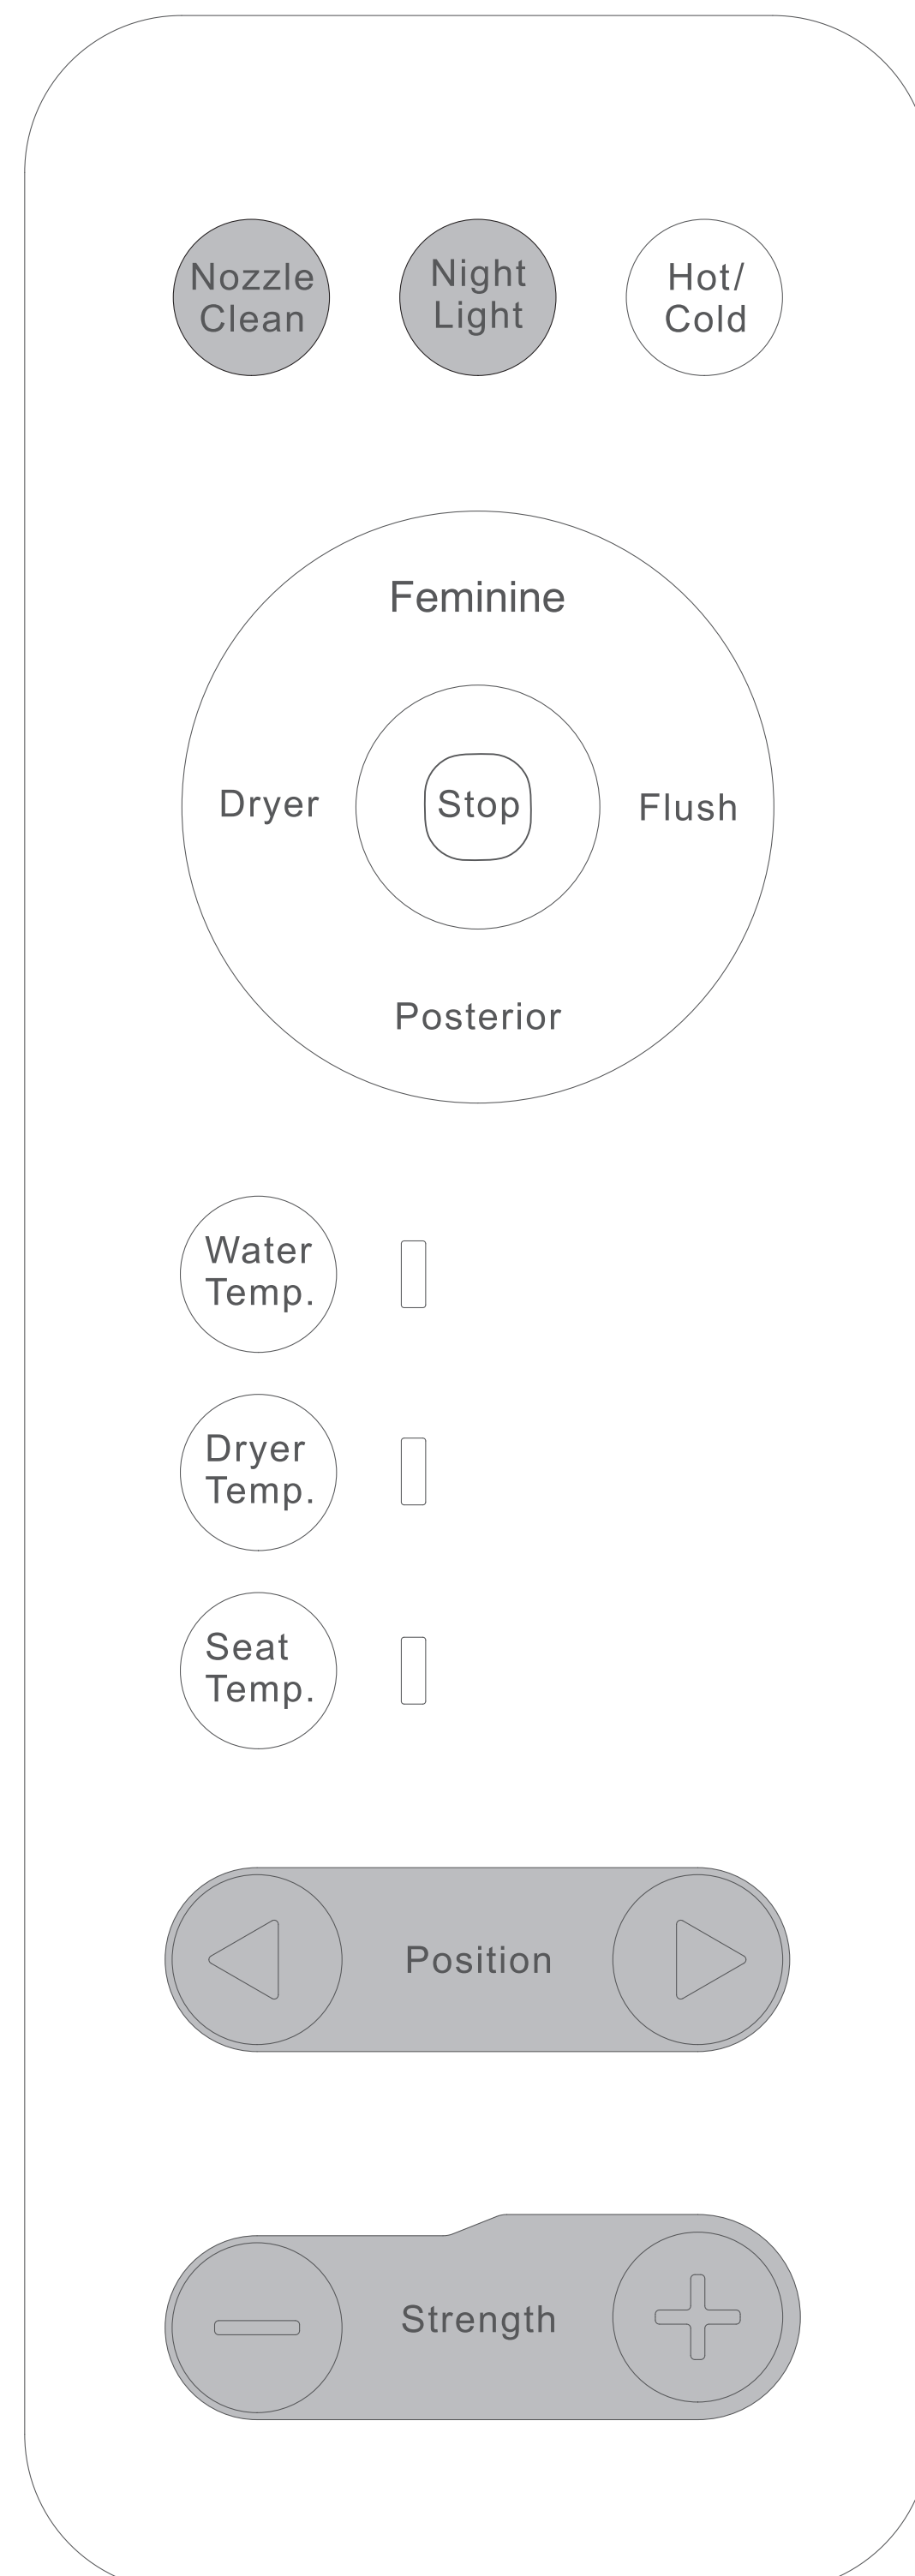 Nozzle
Clean
Night
Light
Hot/
Cold
Feminine
Dryer
Stop
Flush
Posterior
Water
Temp.
Dryer
Temp.
Seat
Temp.
Position
Strength